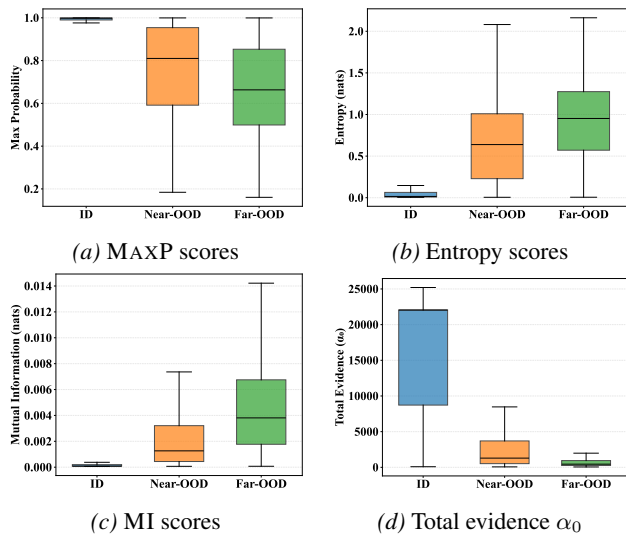 1.0
0.8
0.6
0.4
0.2
Max Probability
ID Near-OOD Far-OOD
(a) MAXP scores
2.0
1.5
1.0
0.5
0.0
Entropy (nats)
ID Near-OOD Far-OOD
(b) Entropy scores
0.014
0.012
0.010
0.008
0.006
0.004
0.002
0.000
Mutual Information (nats)
ID Near-OOD Far-OOD
(c) MI scores
25000
20000
15000
10000
5000
0
Total Evidence (α₀)
ID Near-OOD Far-OOD
(d) Total evidence α₀